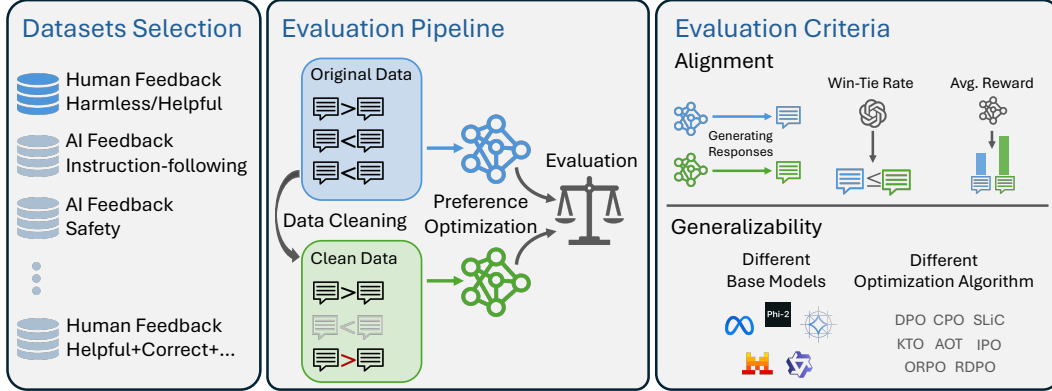 Datasets Selection
Human Feedback
Harmless/Helpful
AI Feedback
Instruction-following
AI Feedback
Safety
Human Feedback
Helpful+Correct+...
Evaluation Pipeline
Original Data
>
<
<
Data Cleaning
Clean Data
>
<
>
Preference
Optimization
Evaluation
Evaluation Criteria
Alignment
Generating
Responses
Win-Tie Rate
≤
Avg. Reward
Generalizability
Different
Base Models
Phi-2
Different
Optimization Algorithm
DPO CPO SLiC
KTO AOT IPO
ORPO RDPO